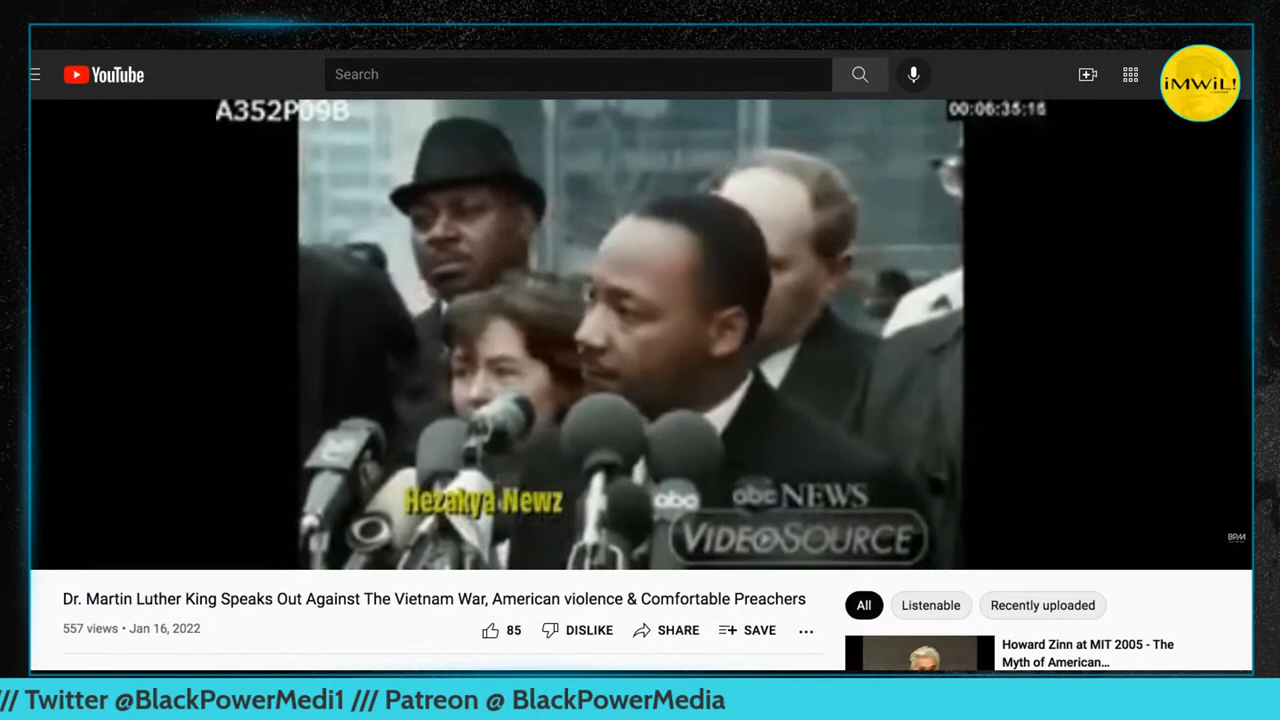 YouTube
Search
iMWiL!
A352P09B
00:06:35:16
Hezakya Newz
abc
abc NEWS
VIDEOSOURCE
BPM
Dr. Martin Luther King Speaks Out Against The Vietnam War, American violence & Comfortable Preachers
557 views • Jan 16, 2022
85 DISLIKE SHARE SAVE
All Listenable Recently uploaded
Howard Zinn at MIT 2005 - The
Myth of American...
/// Twitter @BlackPowerMedi1 /// Patreon @ BlackPowerMedia